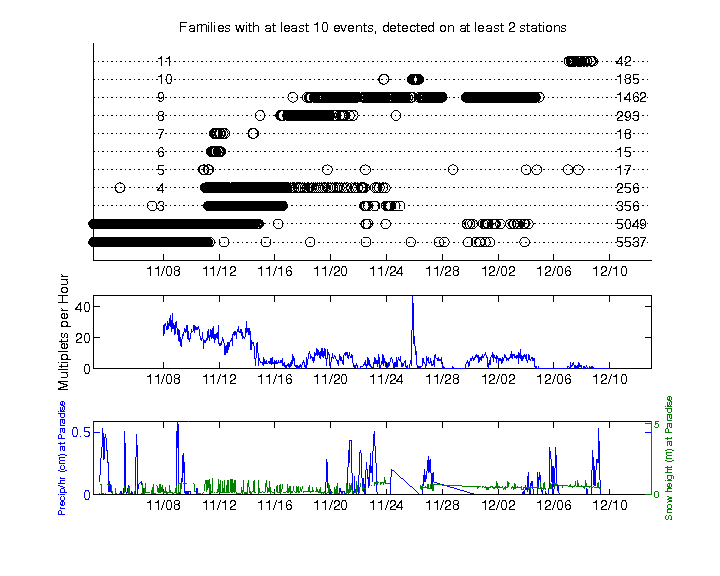 Families with at least 10 events, detected on at least 2 stations
11 42
10 185
9 1462
8 293
7 18
6 15
5 17
4 256
3 356
5049
5537
11/08 11/12 11/16 11/20 11/24 11/28 12/02 12/06 12/10
Multiplets per Hour
40
20
0
11/08 11/12 11/16 11/20 11/24 11/28 12/02 12/06 12/10
Precip/hr (cm) at Paradise
0.5
0
5
0
Snow height (m) at Paradise
11/08 11/12 11/16 11/20 11/24 11/28 12/02 12/06 12/10